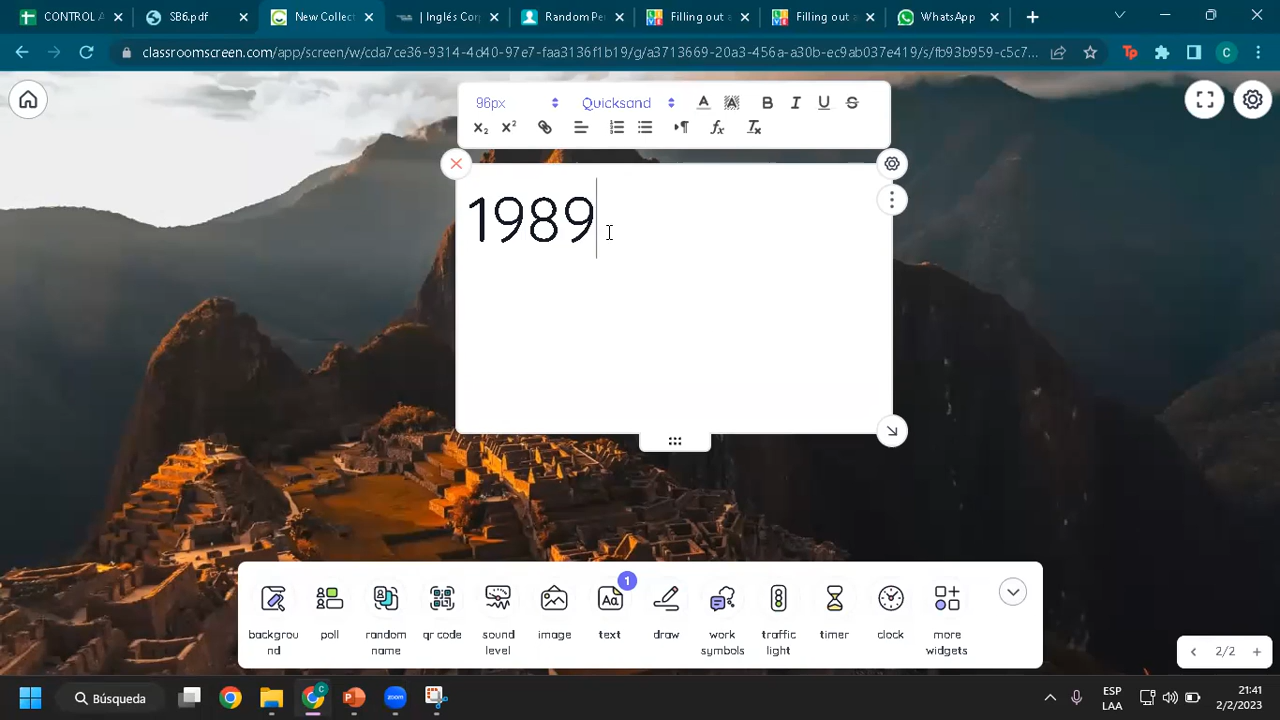 CONTROL A
SB6.pdf
New Collect
| Inglés Cor
Random Pe
Filling out a
Filling out a
WhatsApp
classroomscreen.com/app/screen/w/cda7ce36-9314-4d40-97e7-faa3136f1b19/g/a3713669-20a3-456a-a30b-ec9ab037e419/s/fb93b959-c5c7...
96px
Quicksand
1989
1
backgrou
nd
poll
random
name
qr code
sound
level
image
text
draw
work
symbols
traffic
light
timer
clock
more
widgets
2/2
Búsqueda
ESP
LAA
21:41
2/2/2023